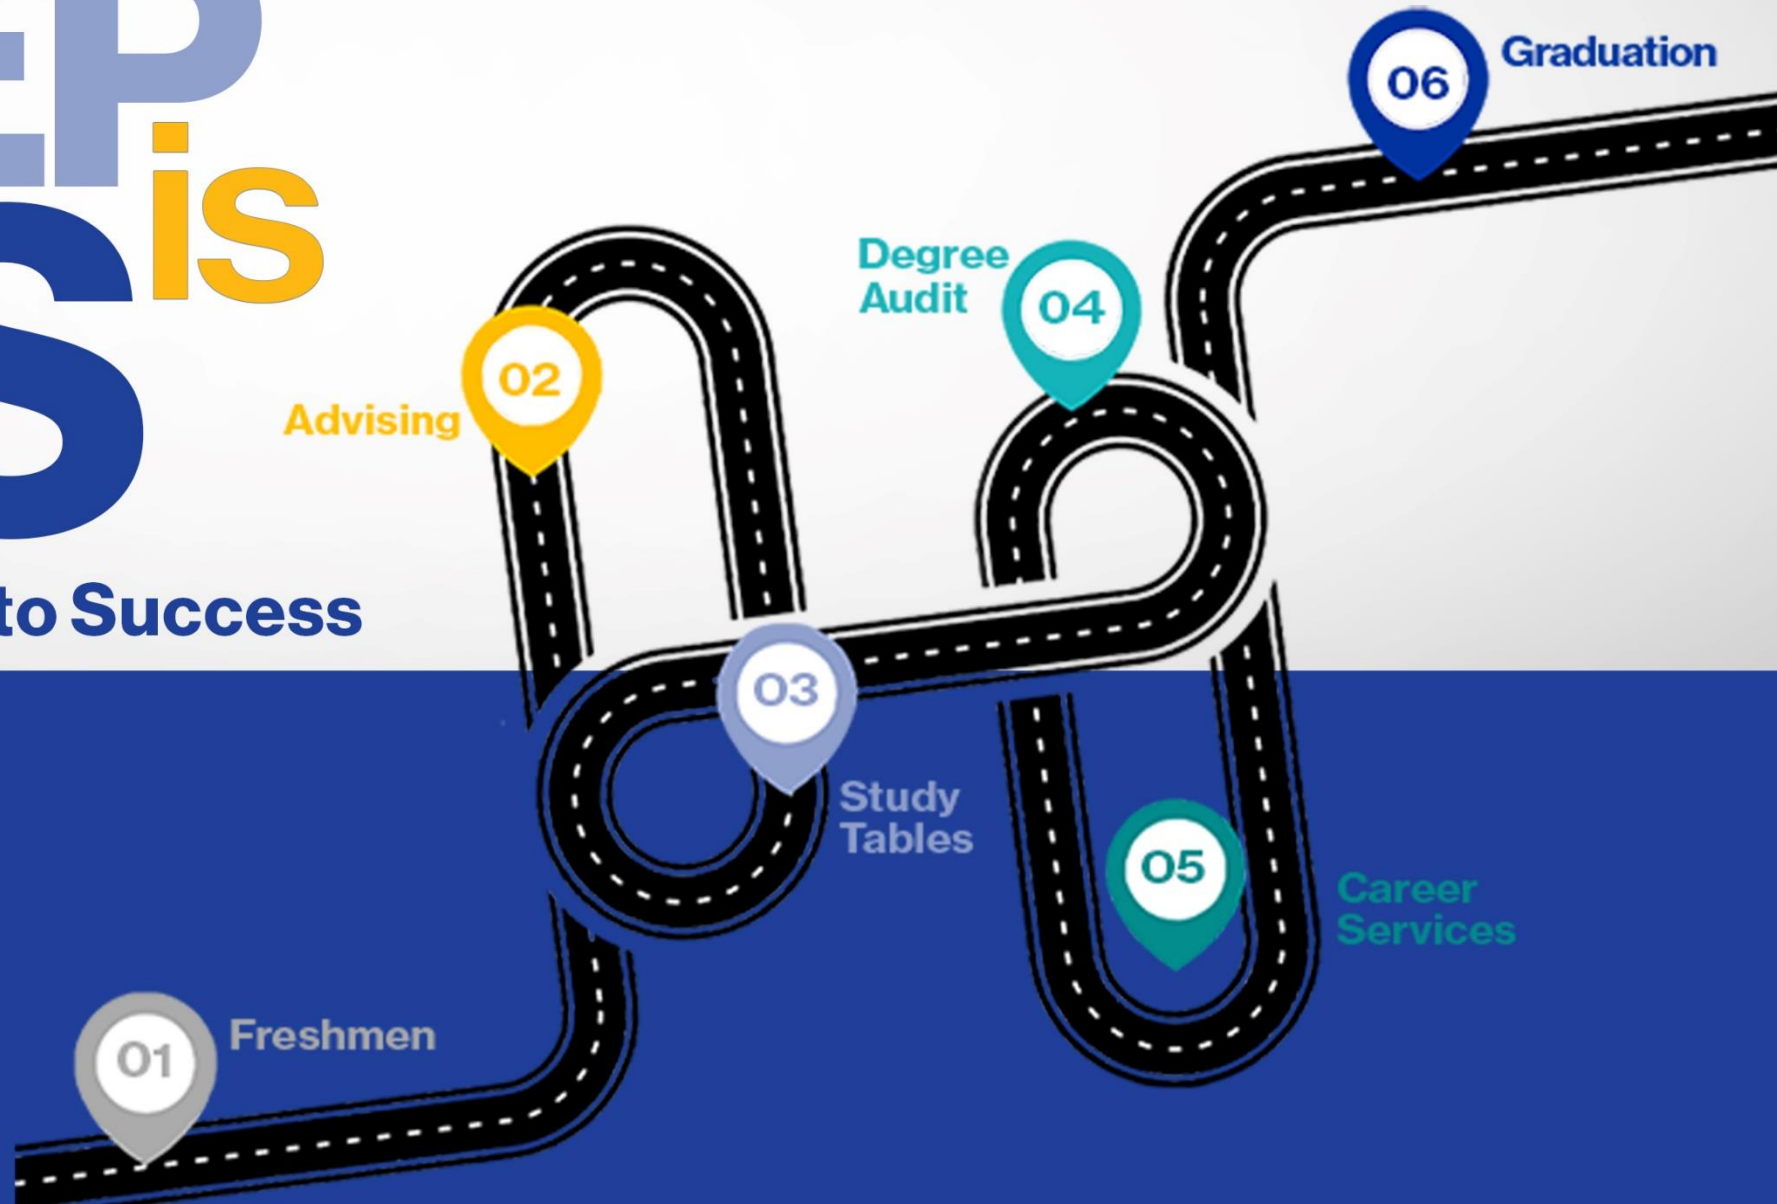 is
to Success
06
Graduation
Degree
Audit
04
02
Advising
03
Study
Tables
05
Career
Services
01
Freshmen